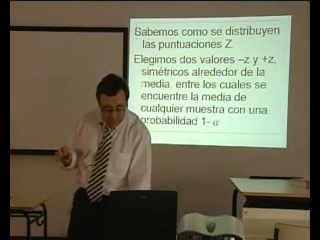 Sabemos como se distribuyen
las puntuaciones Z.
Elegimos dos valores –z y +z,
simétricos alrededor de la
media, entre los cuales se
encuentre la media de
cualquier muestra con una
probabilidad 1- α